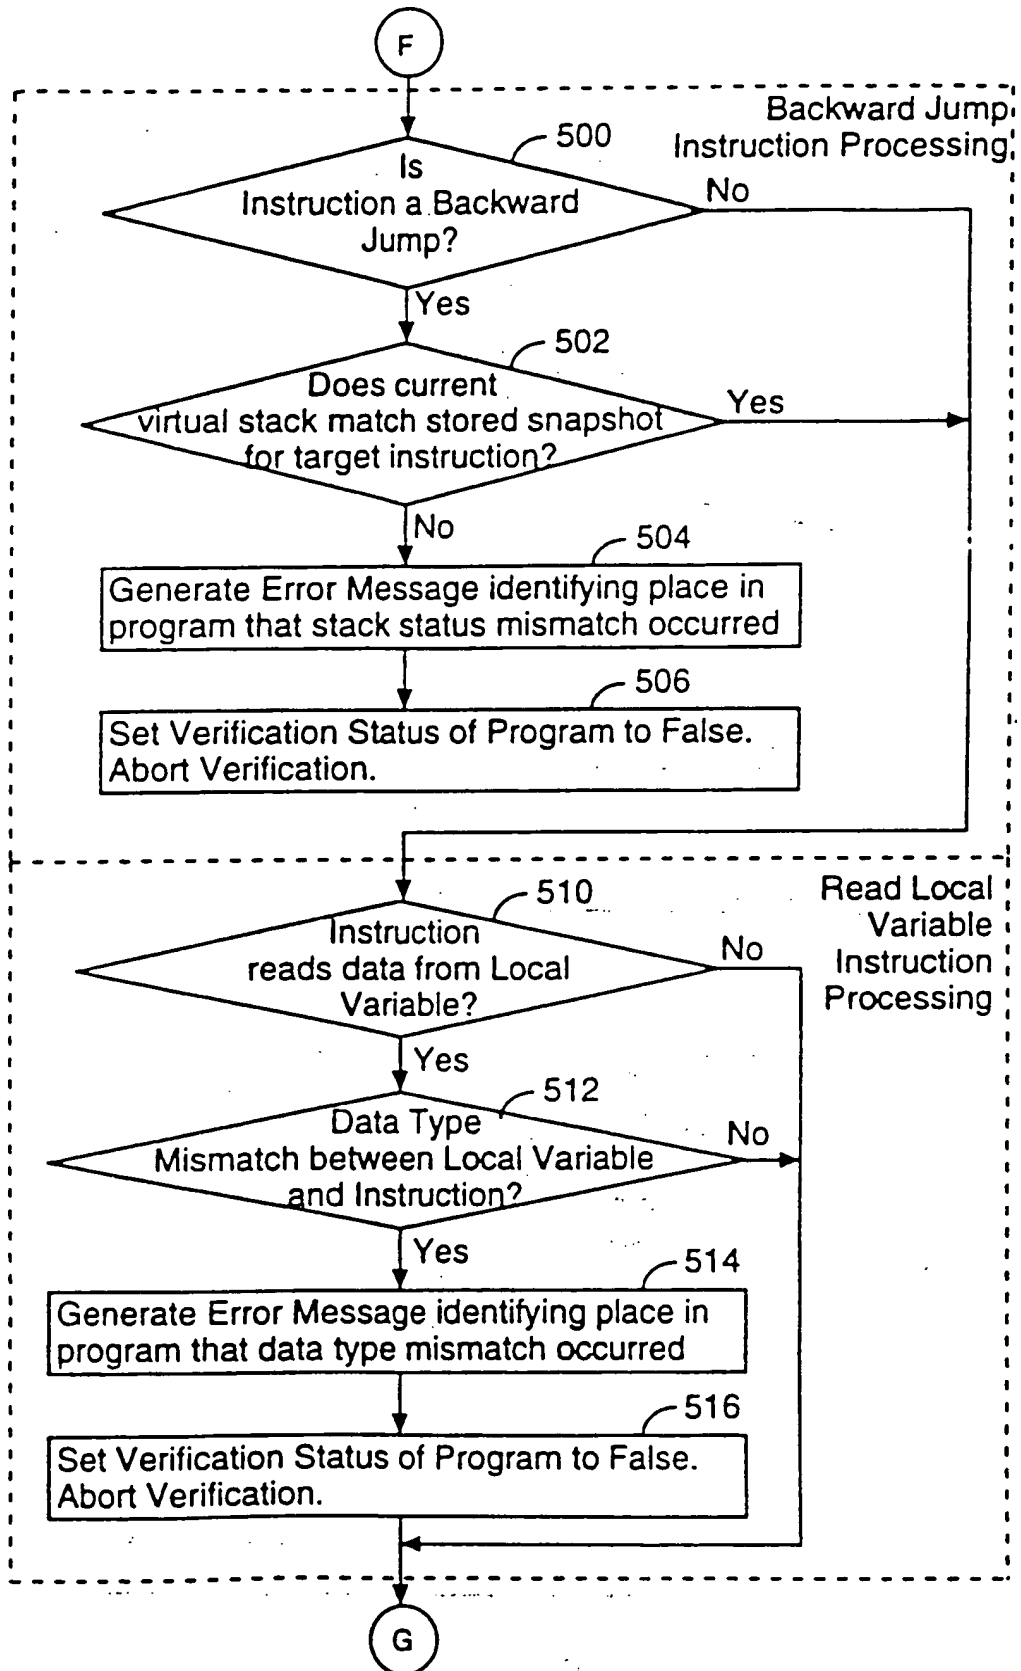 F
Backward Jump
Instruction Processing
500
Is
Instruction a Backward
Jump?
No
Yes
502
Does current
virtual stack match stored snapshot
for target instruction?
Yes
No
504
Generate Error Message identifying place in
program that stack status mismatch occurred
506
Set Verification Status of Program to False.
Abort Verification.
Read Local
Variable
Instruction
Processing
510
Instruction
reads data from Local
Variable?
No
Yes
512
Data Type
Mismatch between Local Variable
and Instruction?
No
Yes
514
Generate Error Message identifying place in
program that data type mismatch occurred
516
Set Verification Status of Program to False.
Abort Verification.
G